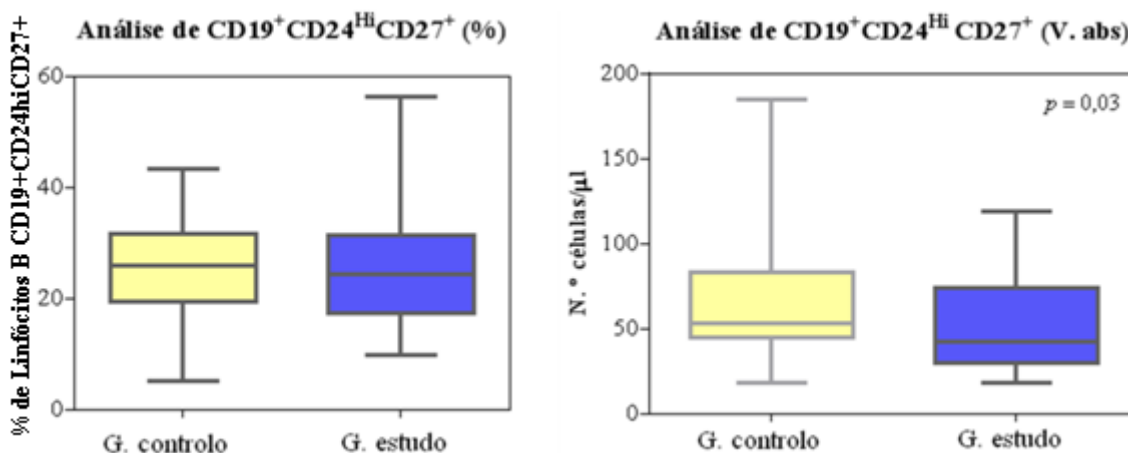 Análise de CD19⁺CD24ᴴⁱCD27⁺ (%)
% de Linfócitos B CD19+CD24hiCD27+
60
40
20
0
G. controlo
G. estudo
Análise de CD19⁺CD24ᴴⁱ CD27⁺ (V. abs)
N.º células/μl
200
150
100
50
0
p = 0,03
G. controlo
G. estudo